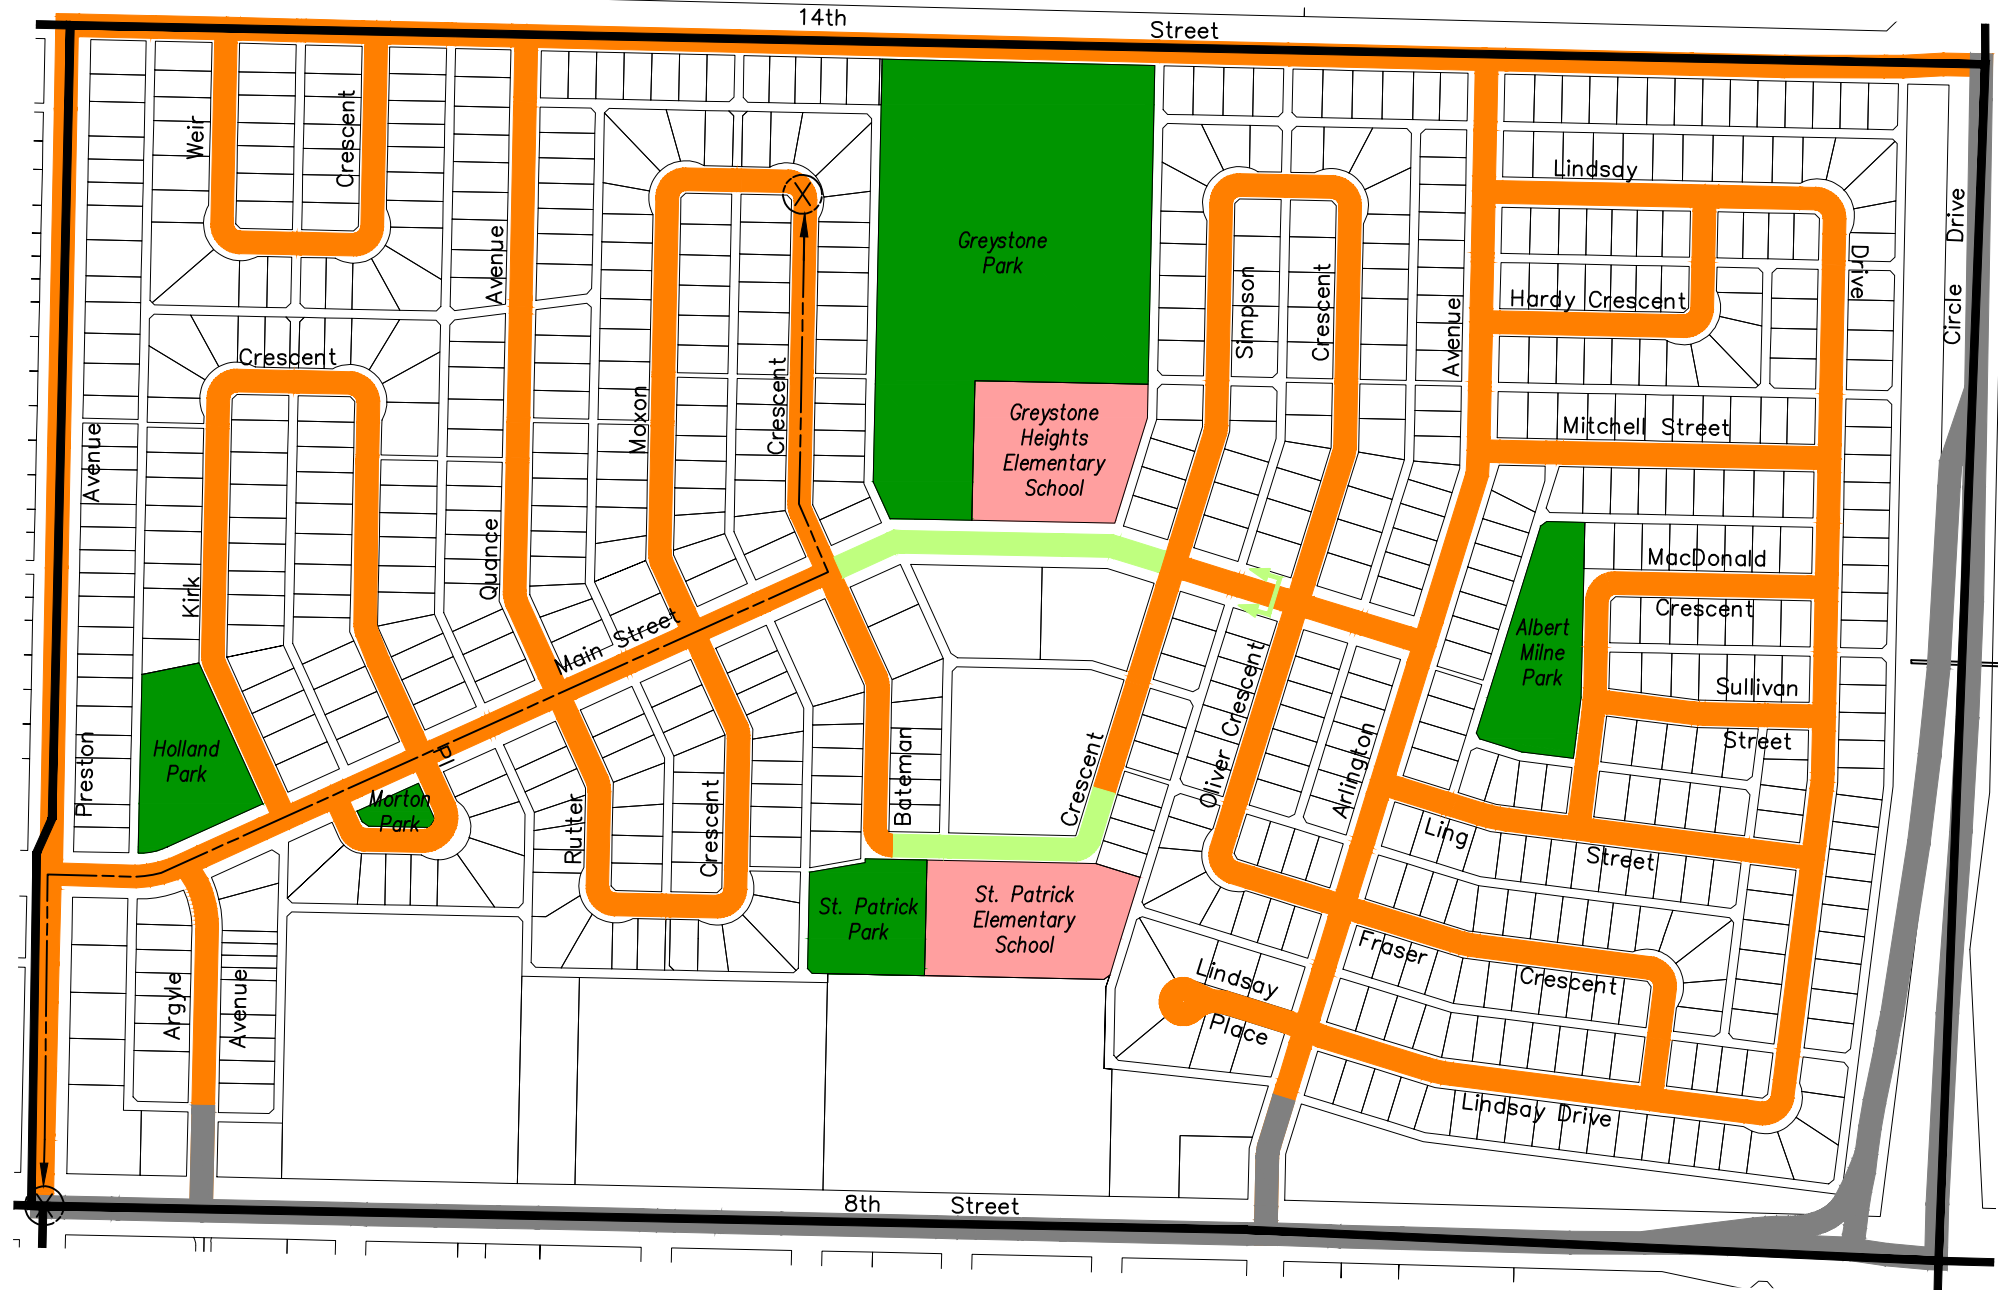 14th
Street
Weir
Crescent
Avenue
Lindsay
Drive
Greystone
Park
Drive
Simpson
Crescent
Avenue
Hardy Crescent
Circle
Crescent
Moxon
Crescent
Greystone
Heights
Elementary
School
Mitchell Street
Avenue
Quance
Kirk
MacDonald
Crescent
Main Street
Albert
Milne
Park
Sullivan
Street
Oliver Crescent
Holland
Park
Preston
Pl
Morton
Park
Rutter
Crescent
Bateman
Crescent
Arlington
Ling
Street
St. Patrick
Park
St. Patrick
Elementary
School
Fraser
Crescent
Lindsay
Place
Argyle
Avenue
Lindsay Drive
8th
Street